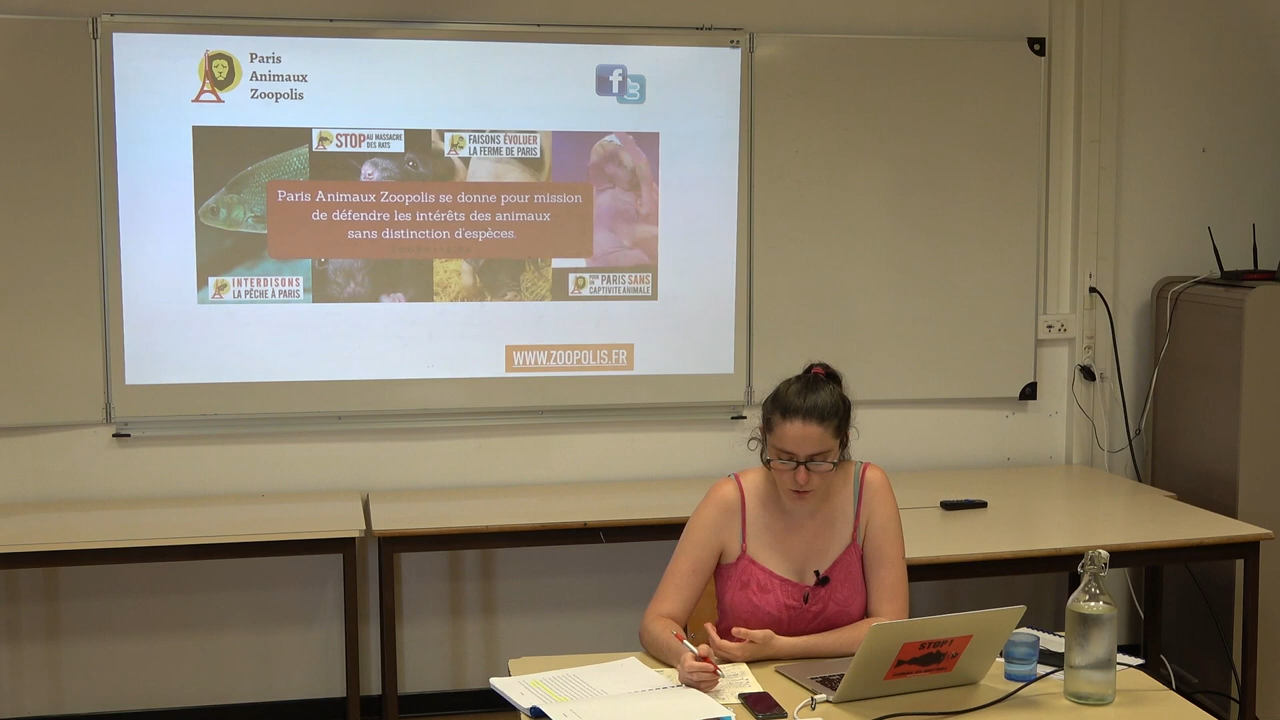 Paris
Animaux
Zoopolis
STOP AU MASSACRE
DES RATS
FAISONS ÉVOLUER
LA FERME DE PARIS
Paris Animaux Zoopolis se donne pour mission
de défendre les intérêts des animaux
sans distinction d'espèces.
INTERDISONS
LA PÊCHE À PARIS
POUR UN PARIS SANS
CAPTIVITE ANIMALE
WWW.ZOOPOLIS.FR
STOP!